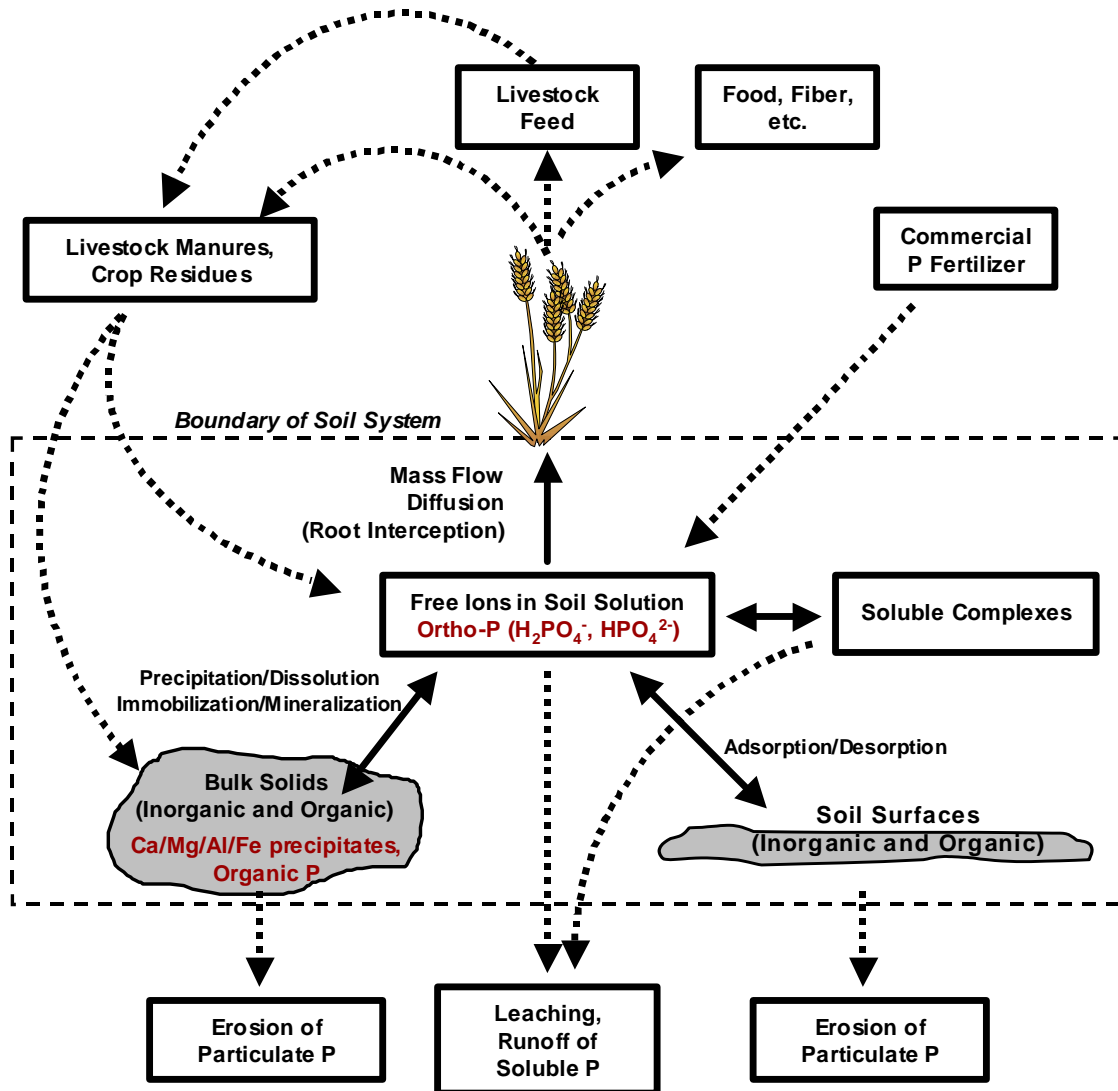 Livestock
Feed
Food, Fiber,
etc.
Livestock Manures,
Crop Residues
Commercial
P Fertilizer
Boundary of Soil System
Mass Flow
Diffusion
(Root Interception)
Free Ions in Soil Solution
Ortho-P (H₂PO₄⁻, HPO₄²⁻)
Soluble Complexes
Precipitation/Dissolution
Immobilization/Mineralization
Adsorption/Desorption
Bulk Solids
(Inorganic and Organic)
Ca/Mg/Al/Fe precipitates,
Organic P
Soil Surfaces
(Inorganic and Organic)
Erosion of
Particulate P
Leaching,
Runoff of
Soluble P
Erosion of
Particulate P